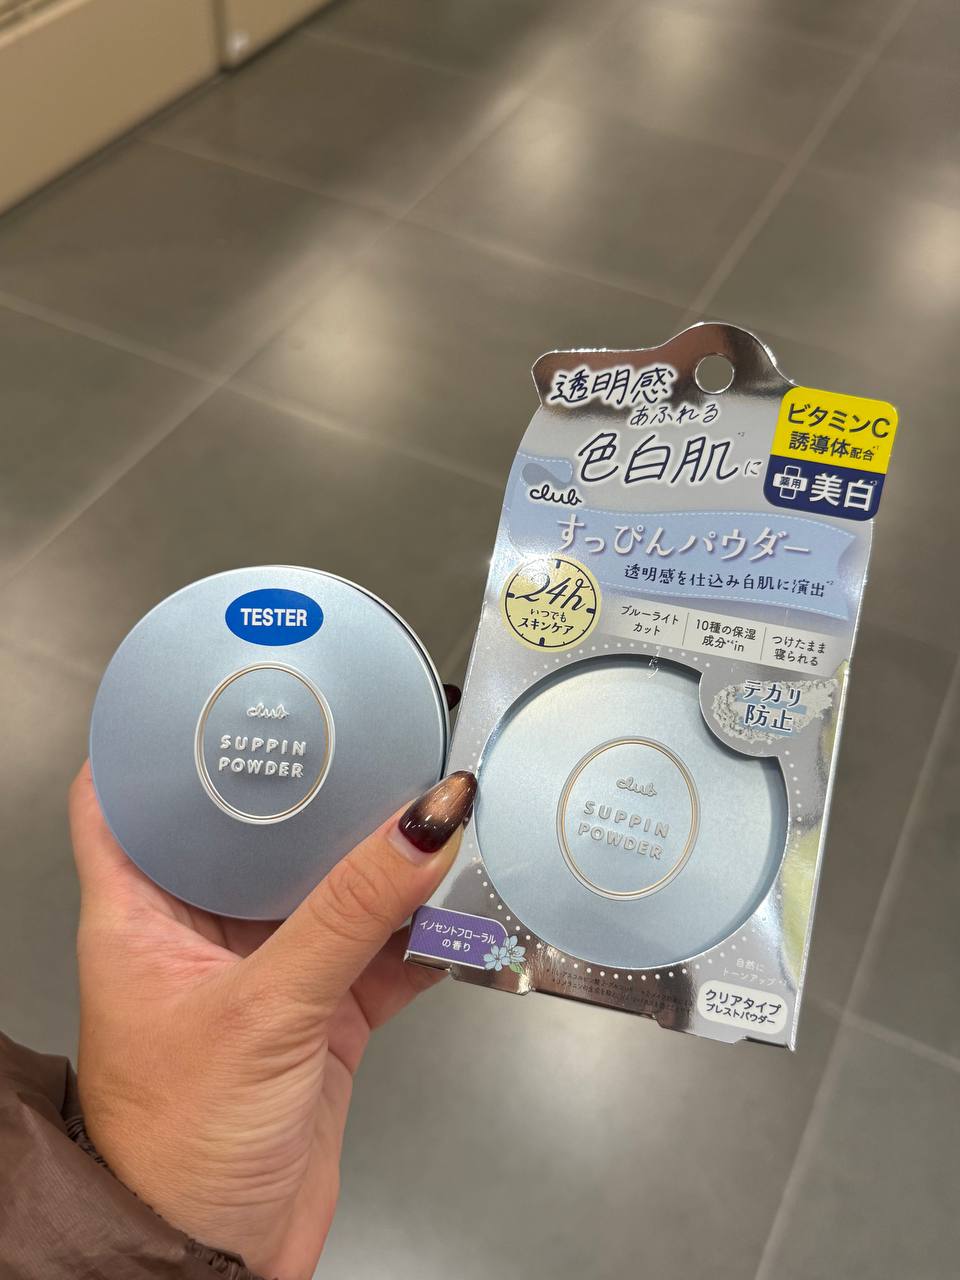 TESTER
club
SUPPIN
POWDER
透明感
あふれる
色白肌に
ビタミンC
誘導体配合
薬用
美白
club
すっぴんパウダー
透明感を仕込み白肌に演出
24h
いつでも
スキンケア
ブルーライト
カット
10種の保湿
成分in
つけたまま
寝られる
テカリ
防止
club
SUPPIN
POWDER
イノセントフローラル
の香り
自然に
トーンアップ
クリアタイプ
プレストパウダー